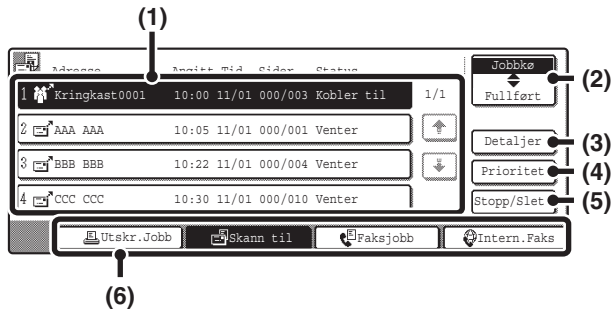 (1)
Adresse Angitt Tid Sider Status
Jobbkø
Fullført
(2)
1 Kringkast0001 10:00 11/01 000/003 Kobler til
1/1
2 AAA AAA 10:05 11/01 000/001 Venter
Detaljer
(3)
3 BBB BBB 10:22 11/01 000/004 Venter
Prioritet
(4)
4 CCC CCC 10:30 11/01 000/010 Venter
Stopp/Slet
(5)
Utskr.Jobb Skann til Faksjobb Intern.Faks
(6)